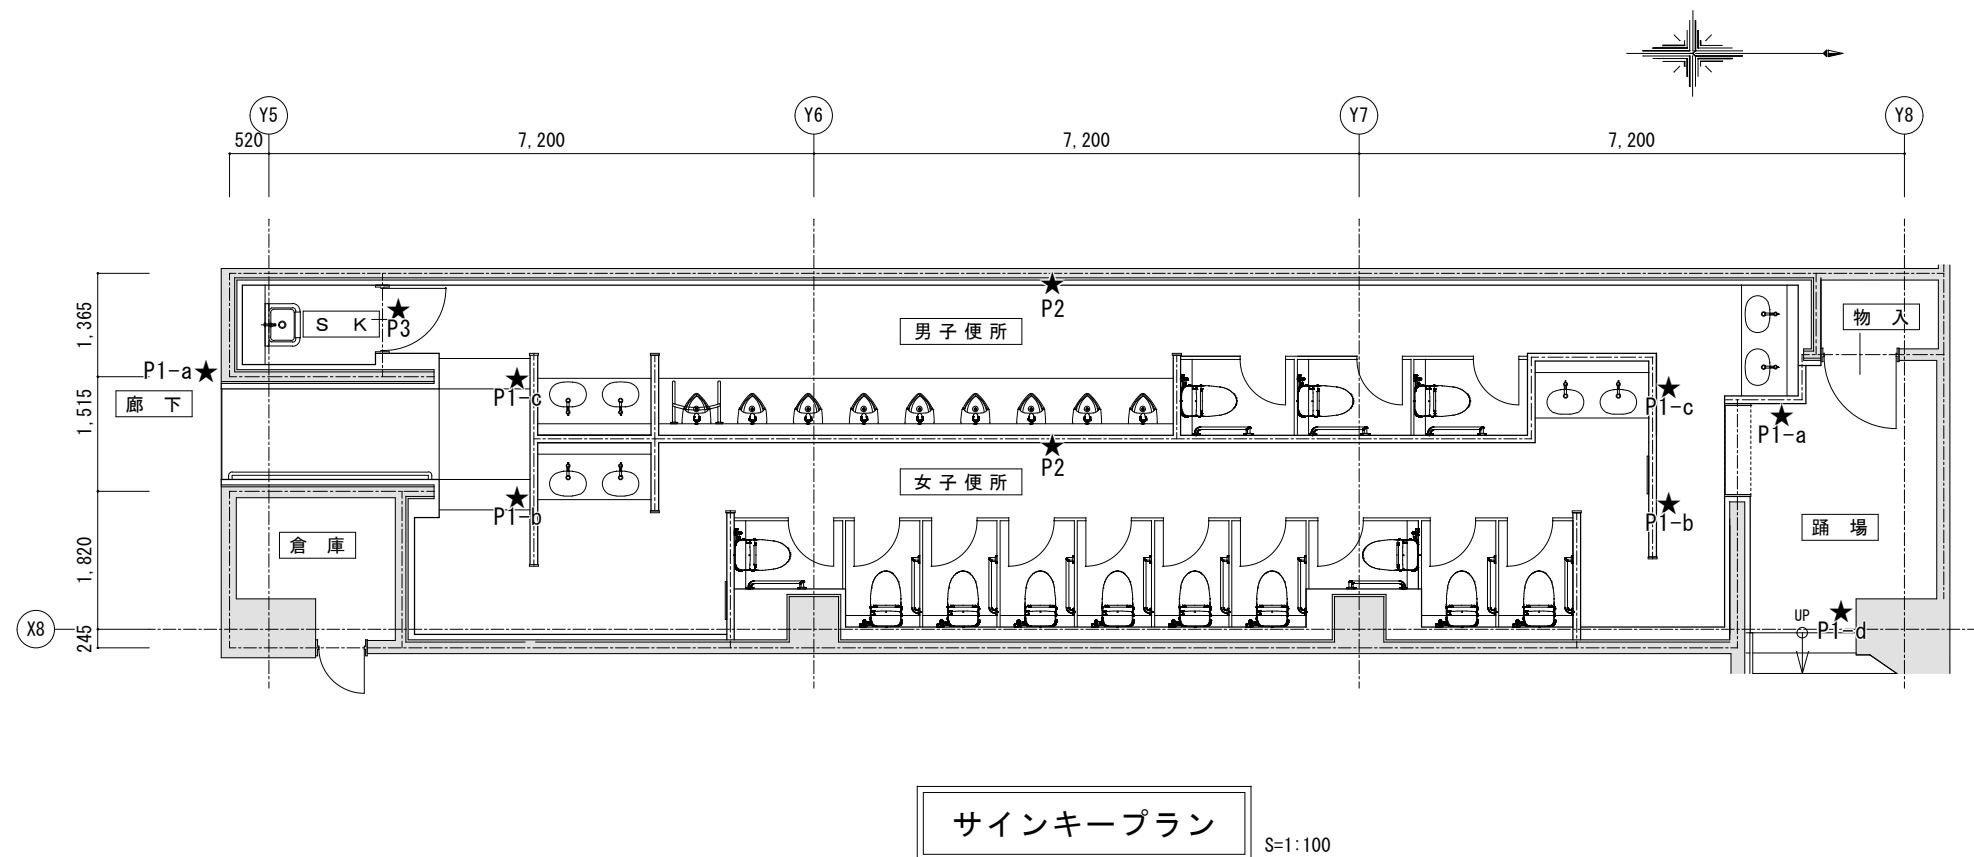 Y5
Y6
Y7
Y8
520
7,200
7,200
7,200
1,365
1,515
1,820
245
X8
S K
P3
P2
男子便所
物 入
P1-a
廊 下
P1-c
P1-c
P1-a
P2
女子便所
P1-b
P1-b
倉 庫
踊 場
UP
P1-d
サインキープラン
S=1:100